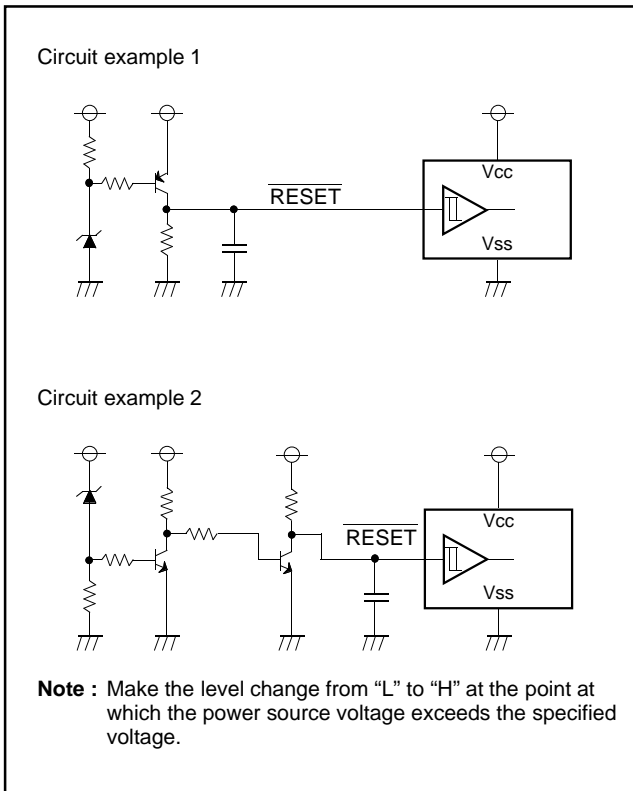 Circuit example 1
RESET
Vcc
Vss
Circuit example 2
RESET
Vcc
Vss
Note : Make the level change from “L” to “H” at the point at
which the power source voltage exceeds the specified
voltage.